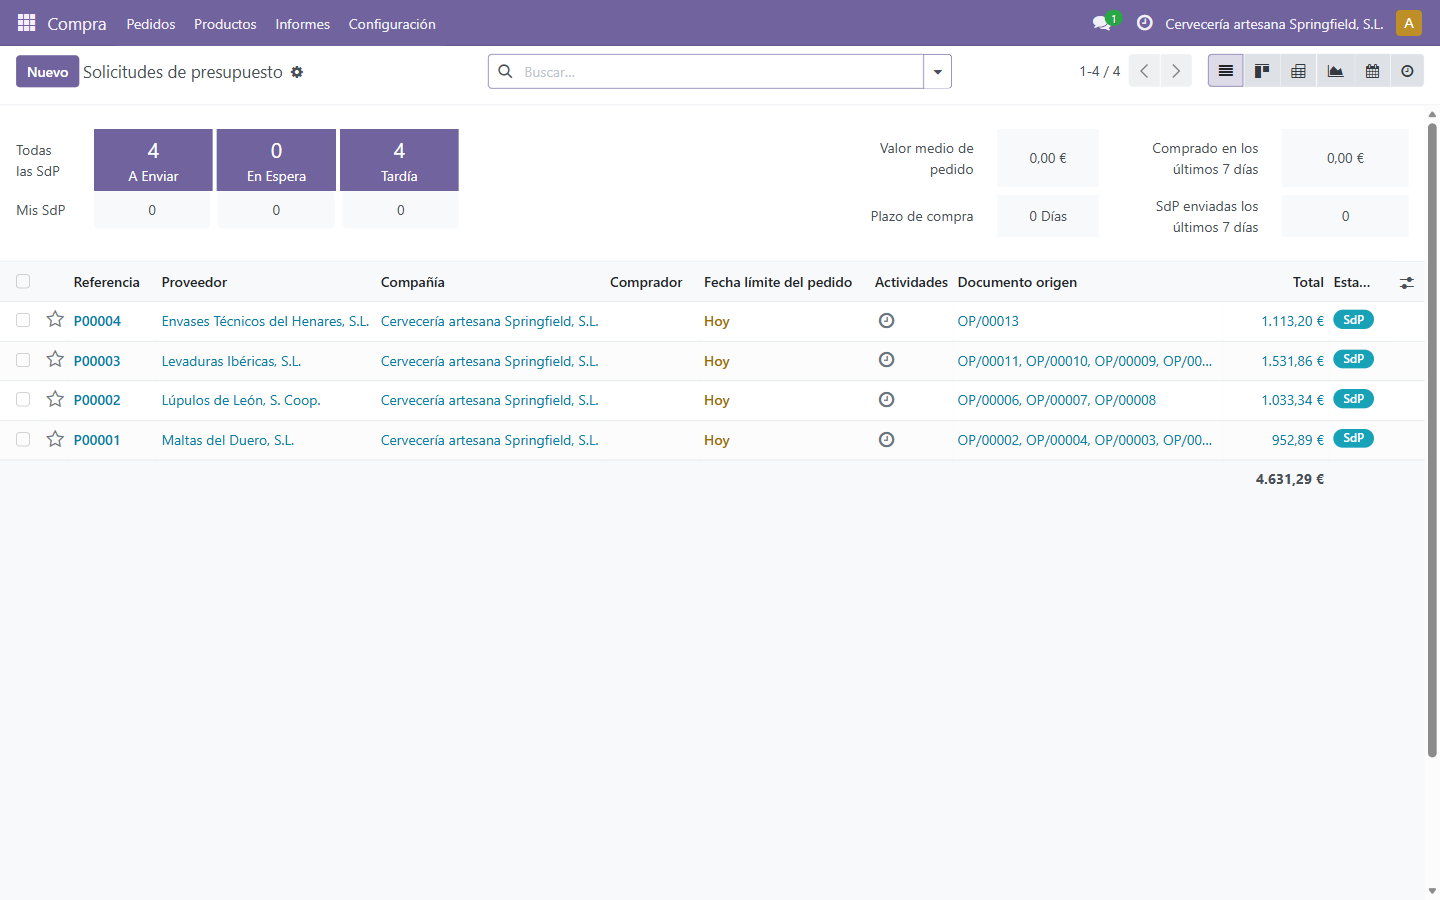 Compra Pedidos Productos Informes Configuración 1 Cervecería artesana Springfield, S.L. A
Nuevo Solicitudes de presupuesto Buscar... 1-4 / 4
Todas las SdP
4 A Enviar
0 En Espera
4 Tardía
Mis SdP 0 0 0
Valor medio de pedido 0,00 €
Comprado en los últimos 7 días 0,00 €
Plazo de compra 0 Días
SdP enviadas los últimos 7 días 0
Referencia Proveedor Compañía Comprador Fecha límite del pedido Actividades Documento origen Total Esta...
P00004 Envases Técnicos del Henares, S.L. Cervecería artesana Springfield, S.L. Hoy OP/00013 1.113,20 € SdP
P00003 Levaduras Ibéricas, S.L. Cervecería artesana Springfield, S.L. Hoy OP/00011, OP/00010, OP/00009, OP/00... 1.531,86 € SdP
P00002 Lúpulos de León, S. Coop. Cervecería artesana Springfield, S.L. Hoy OP/00006, OP/00007, OP/00008 1.033,34 € SdP
P00001 Maltas del Duero, S.L. Cervecería artesana Springfield, S.L. Hoy OP/00002, OP/00004, OP/00003, OP/00... 952,89 € SdP
4.631,29 €